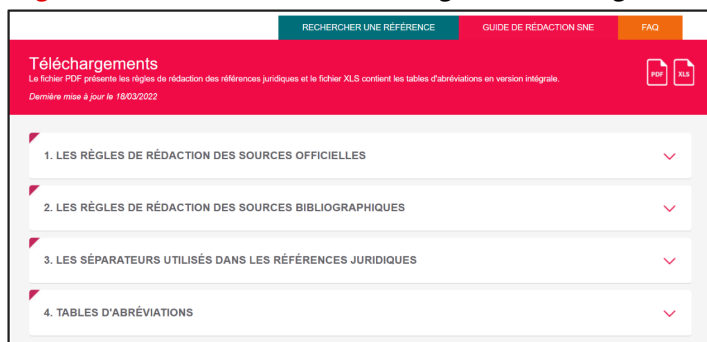 RECHERCHER UNE RÉFÉRENCE GUIDE DE RÉDACTION SNE FAQ
Téléchargements
Le fichier PDF présente les règles de rédaction des références juridiques et le fichier XLS contient les tables d'abréviations en version intégrale.
PDF XLS
Dernière mise à jour le 18/03/2022
1. LES RÈGLES DE RÉDACTION DES SOURCES OFFICIELLES
2. LES RÈGLES DE RÉDACTION DES SOURCES BIBLIOGRAPHIQUES
3. LES SÉPARATEURS UTILISÉS DANS LES RÉFÉRENCES JURIDIQUES
4. TABLES D'ABRÉVIATIONS